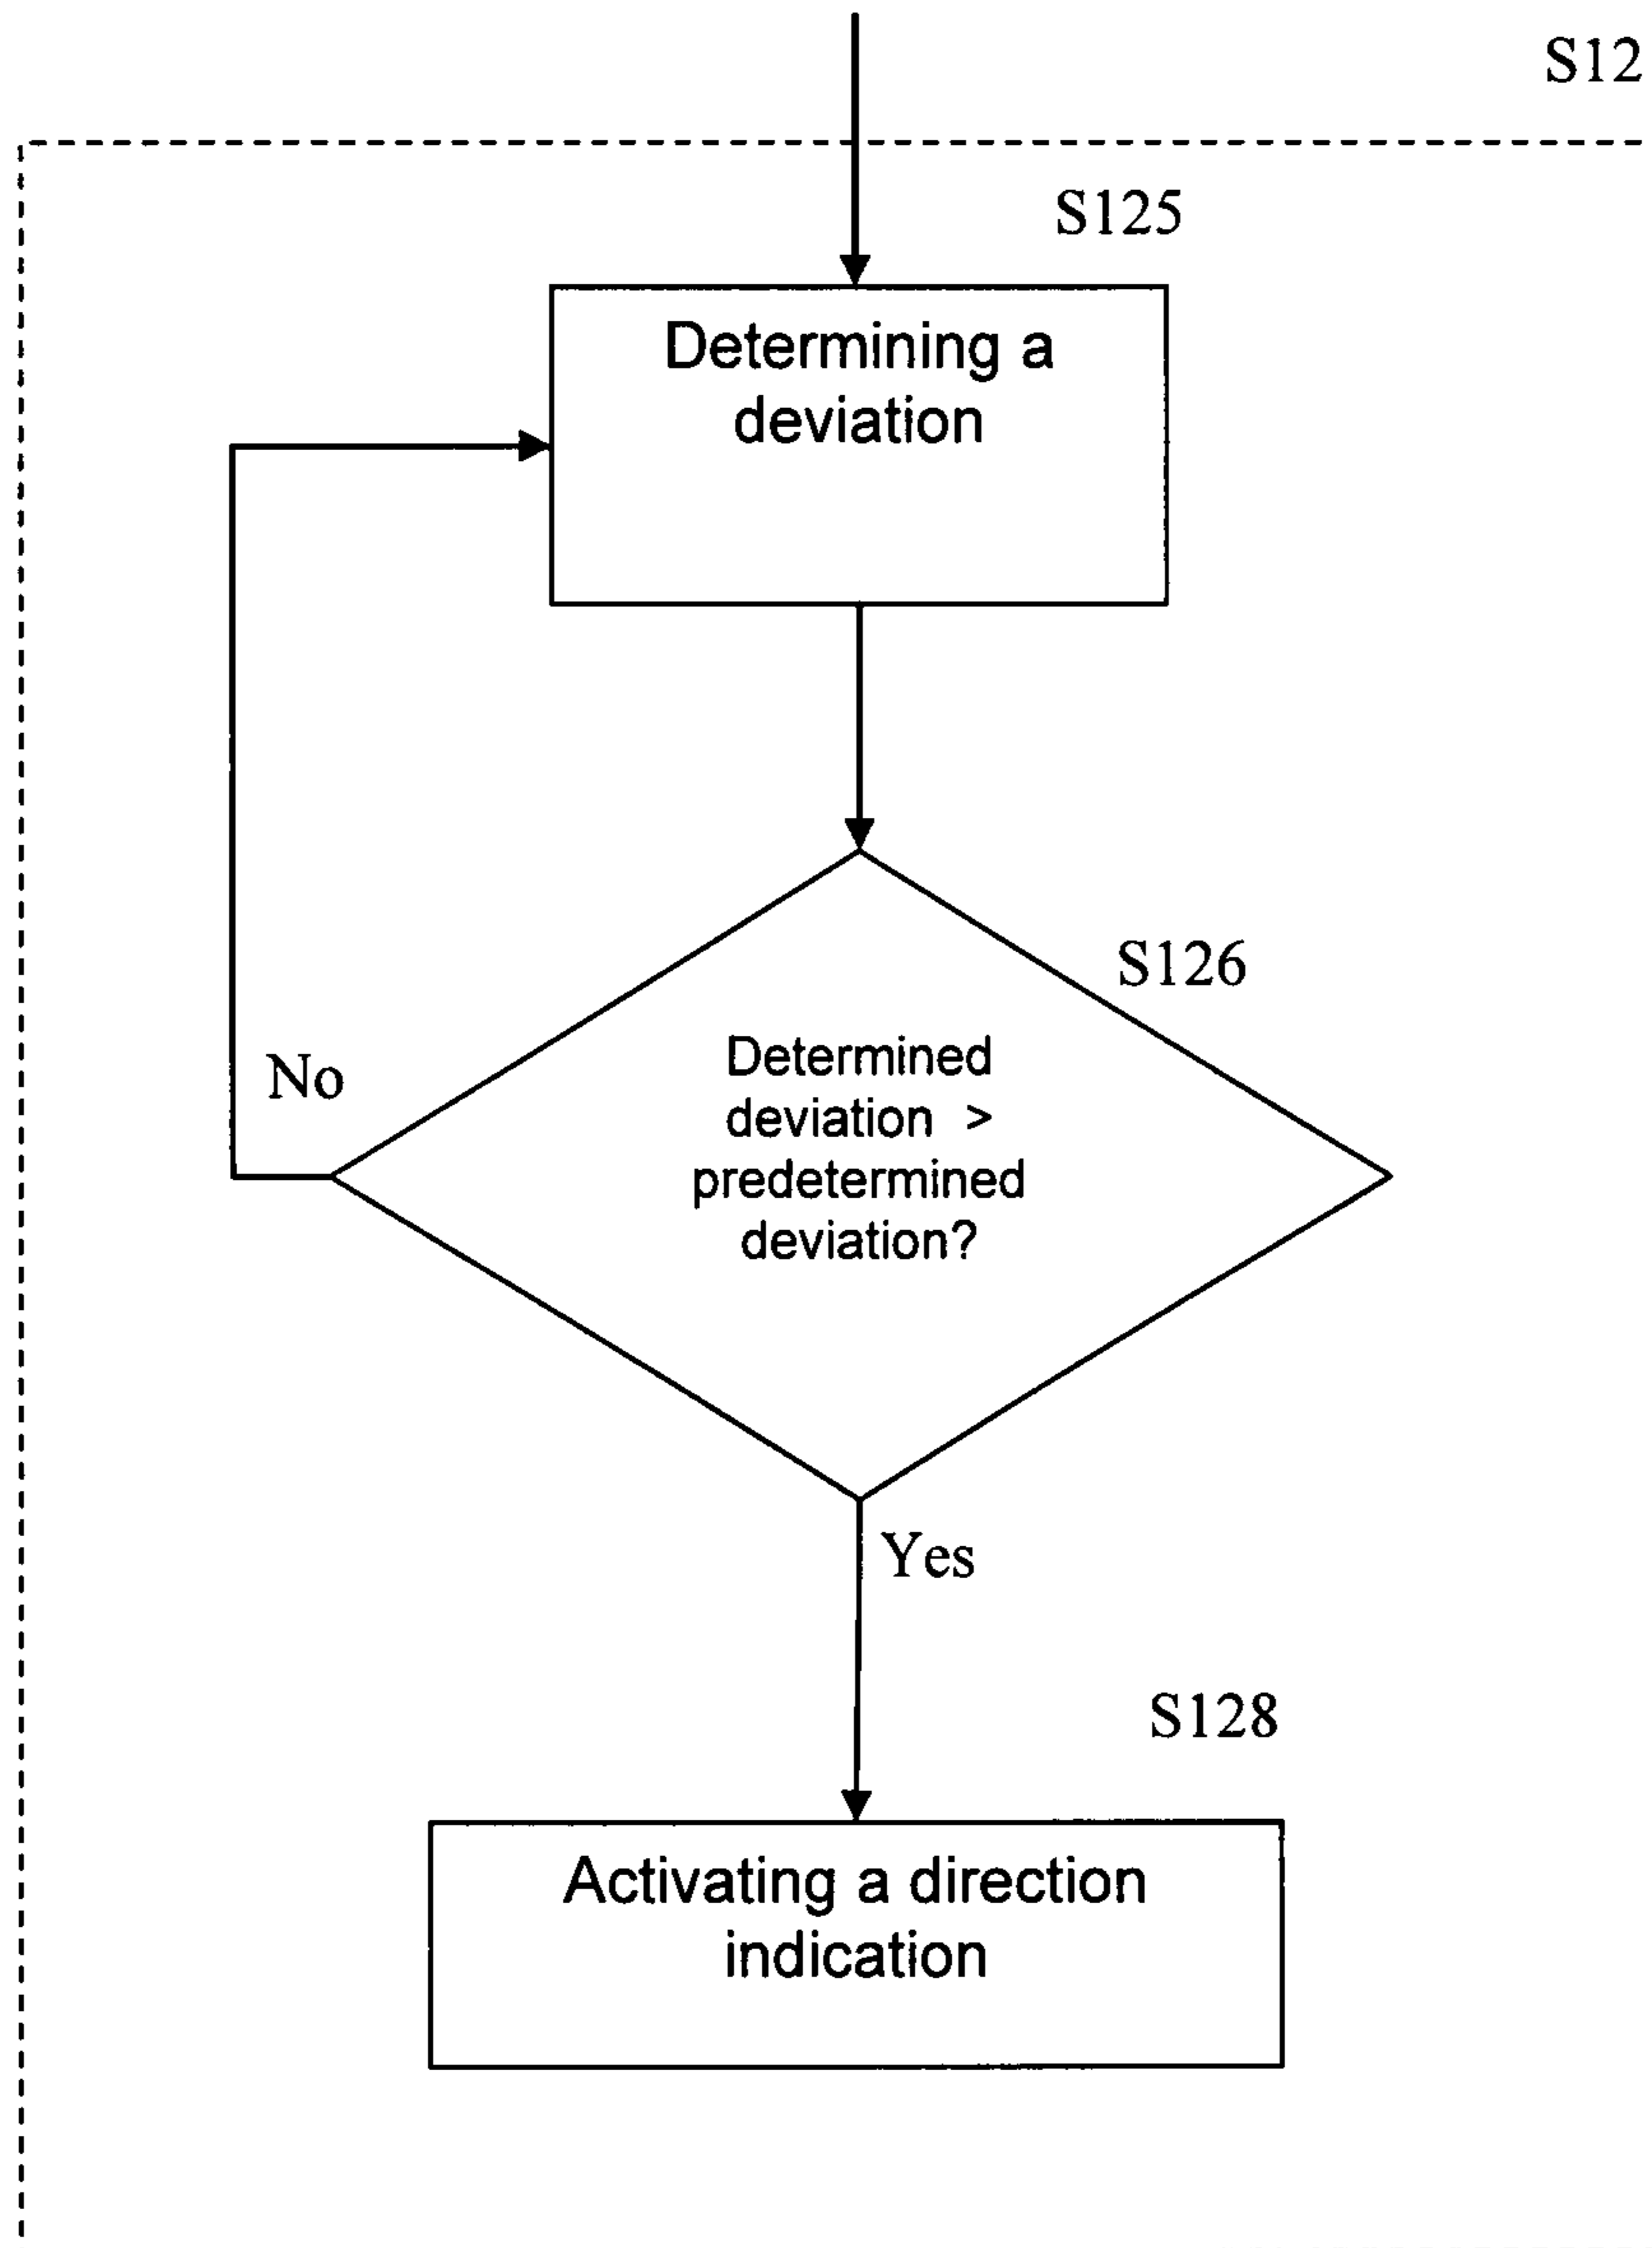 S12
S125
Determining a
deviation
S126
Determined
deviation >
predetermined
deviation?
No
Yes
S128
Activating a direction
indication